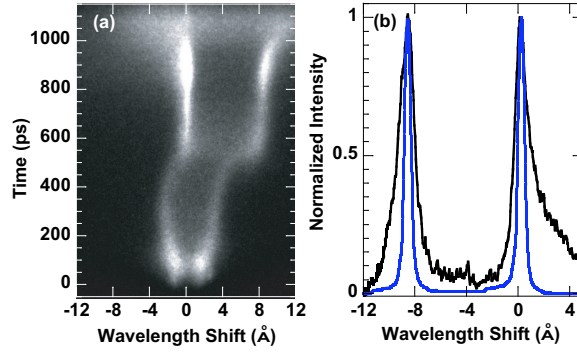 (a)
Time (ps)
1000
800
600
400
200
0
-12 -8 -4 0 4 8 12
Wavelength Shift (Å)
(b)
Normalized Intensity
1
0.5
0
-12 -8 -4 0 4
Wavelength Shift (Å)